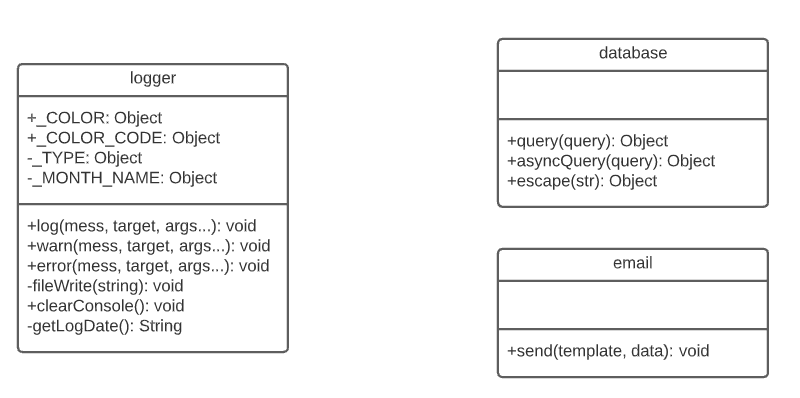 logger
+_COLOR: Object
+_COLOR_CODE: Object
-_TYPE: Object
-_MONTH_NAME: Object
+log(mess, target, args...): void
+warn(mess, target, args...): void
+error(mess, target, args...): void
-fileWrite(string): void
+clearConsole(): void
-getLogDate(): String
database
+query(query): Object
+asyncQuery(query): Object
+escape(str): Object
email
+send(template, data): void